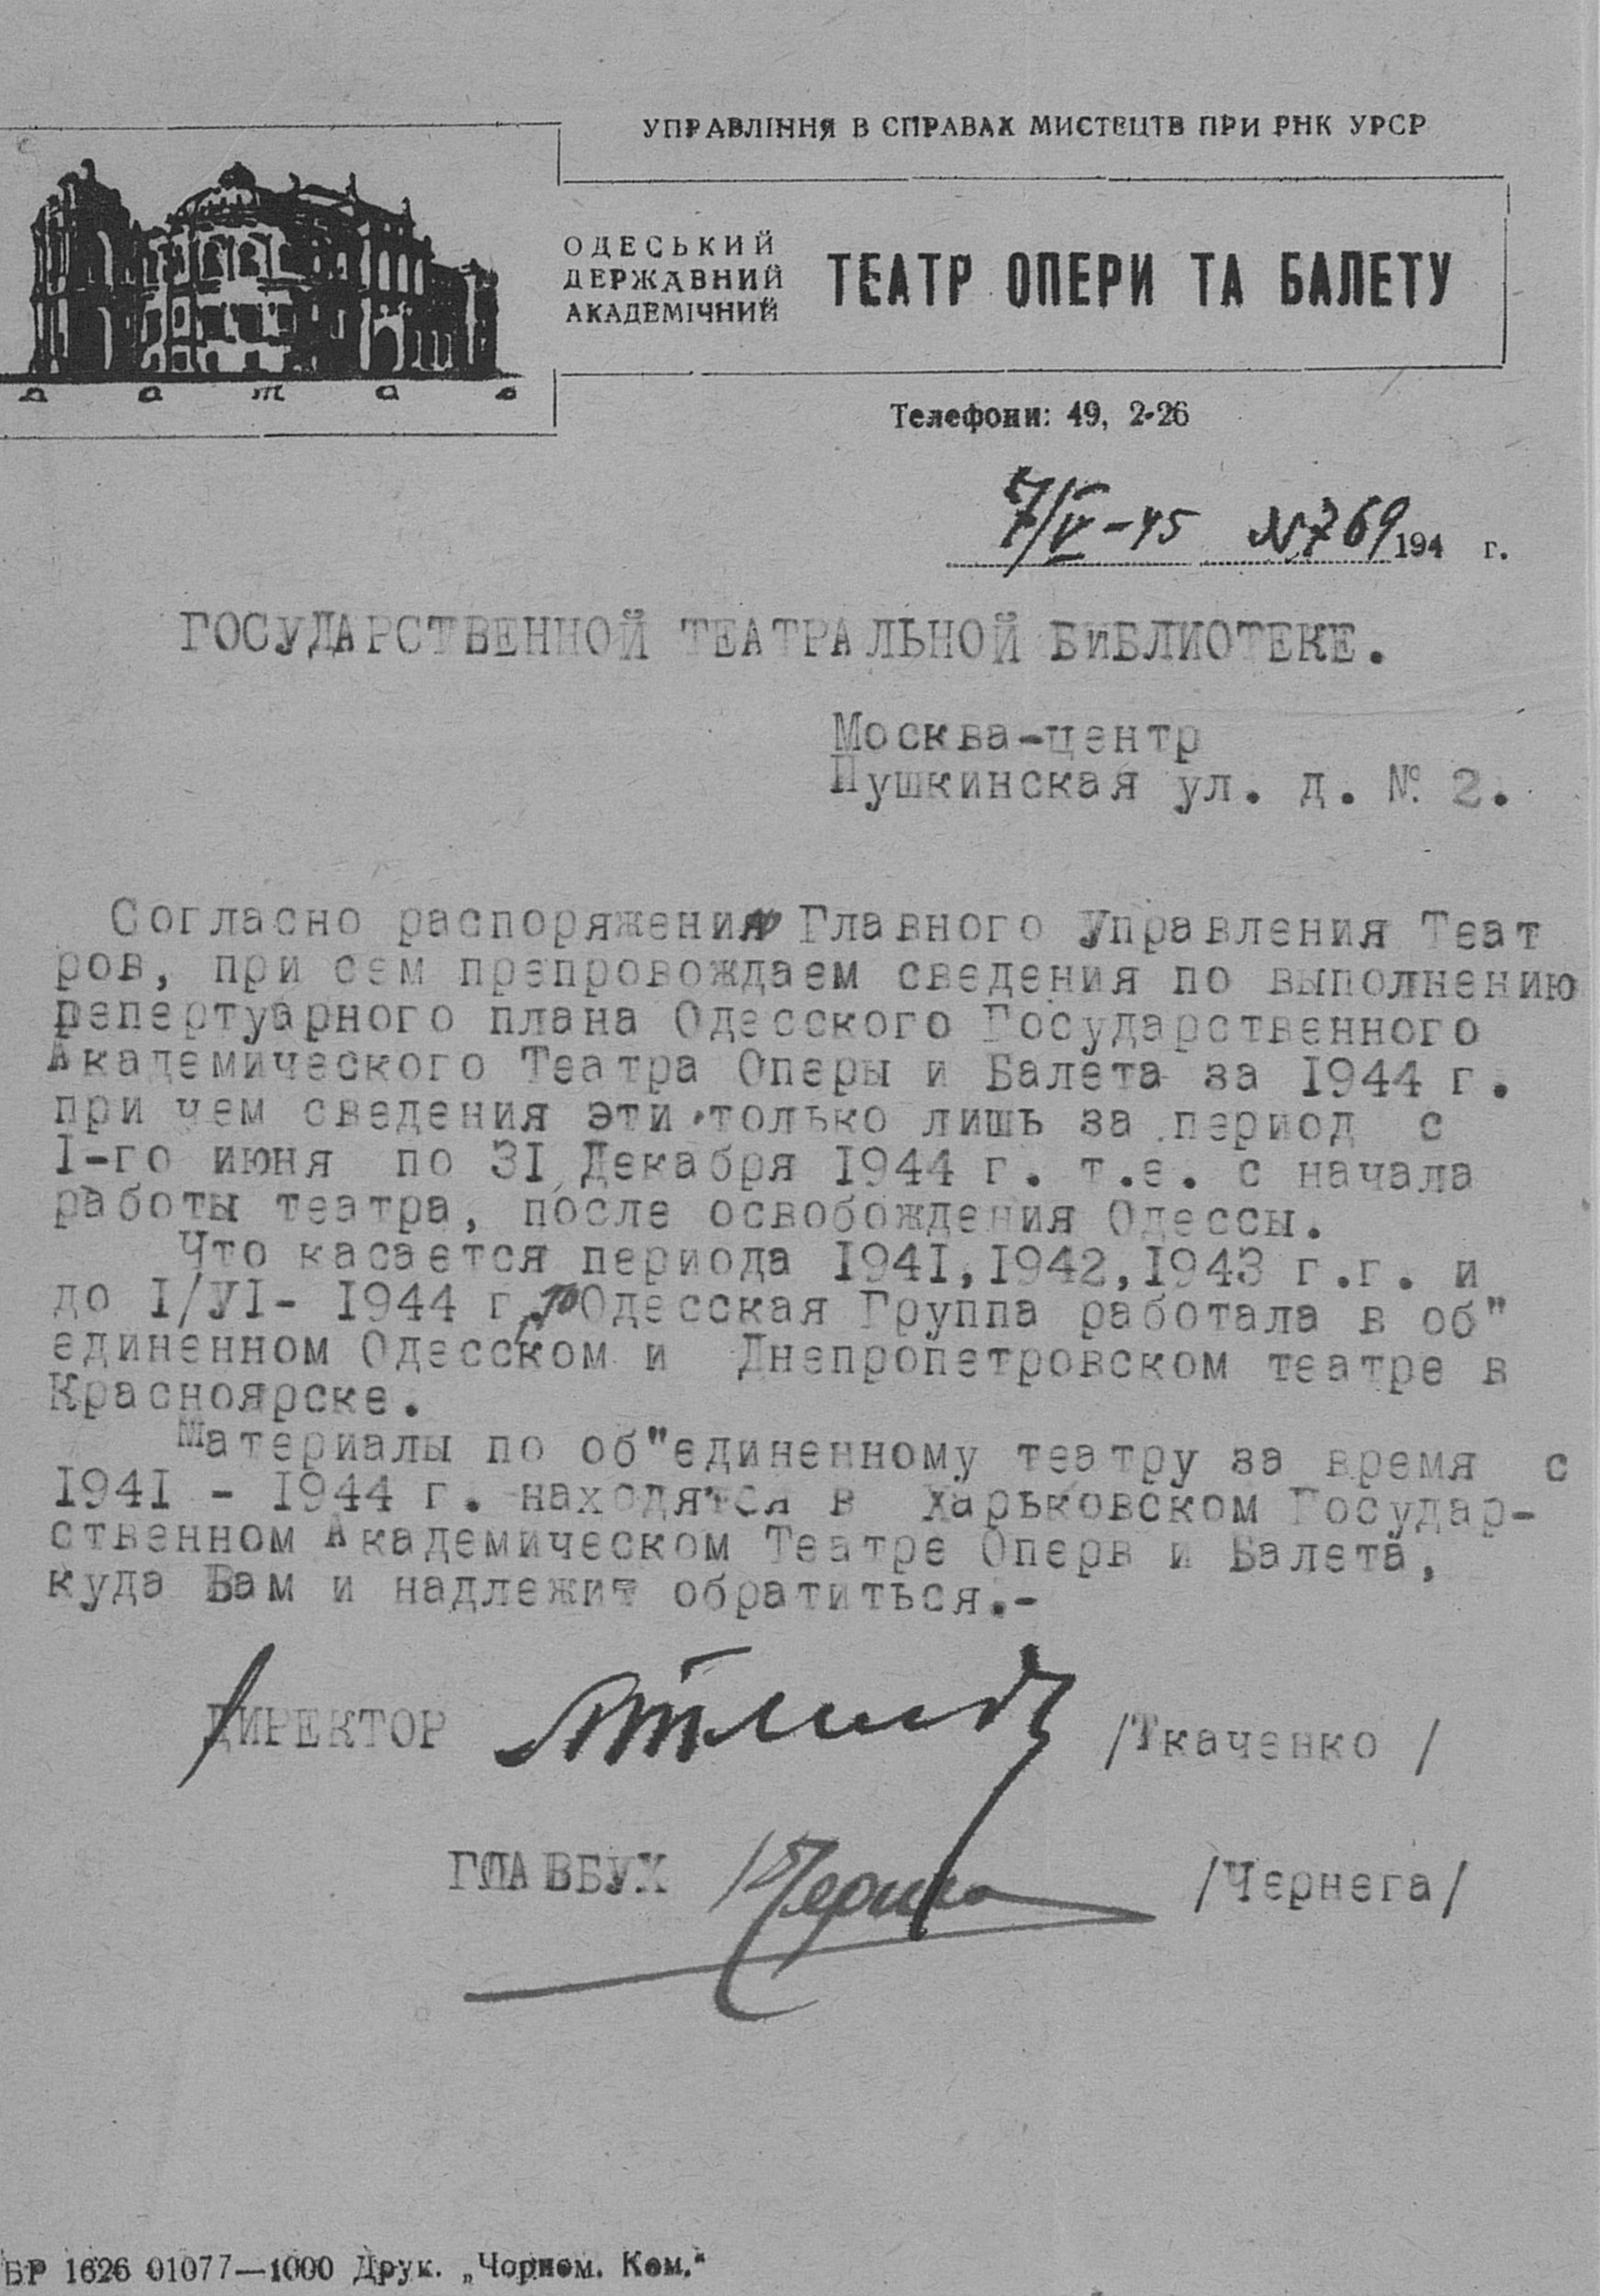 УПРАВЛІННЯ В СПРАВАХ МИСТЕЦТВ ПРИ РНК УРСР
ОДЕСЬКИЙ
ДЕРЖАВНИЙ
АКАДЕМІЧНИЙ
ТЕАТР ОПЕРИ ТА БАЛЕТУ
Телефони: 49, 2-26
7/V-45 №769 194 г.
ГОСУДАРСТВЕННОЙ ТЕАТРАЛЬНОЙ БИБЛИОТЕКЕ.
Москва-центр
Пушкинская ул. д. № 2.
Согласно распоряжению Главного Управления Теат
ров, при сем препровождаем сведения по выполнению
репертуарного плана Одесского Государственного
Академического Театра Оперы и Балета за 1944 г.
при чем сведения эти только лишь за период с
I-го июня по 31 Декабря 1944 г. т.е. с начала
работы театра, после освобождения Одессы.
Что касается периода 1941,1942,1943 г.г. и
до I/УI- 1944 г. то Одесская Группа работала в об"
единенном Одесском и Днепропетровском театре в
Красноярске.
Материалы по об"единенному театру за время с
1941 - 1944 г. находятся в Харьковском Государ-
ственном Академическом Театре Оперв и Балета,
куда Вам и надлежит обратиться.-
ДИРЕКТОР /Ткаченко /
ГЛАВБУХ /Чернега/
БР 1626 01077—1000 Друк. „Чорном. Ком.“